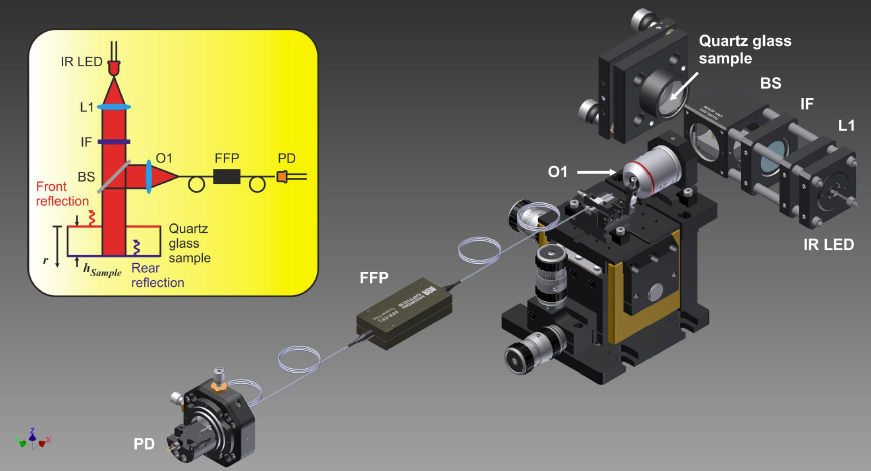 IR LED
L1
IF
BS
O1
FFP
PD
Front
reflection
Quartz
glass
sample
r
hSample
Rear
reflection
Quartz glass
sample
BS
IF
L1
O1
IR LED
FFP
PD
Z
X